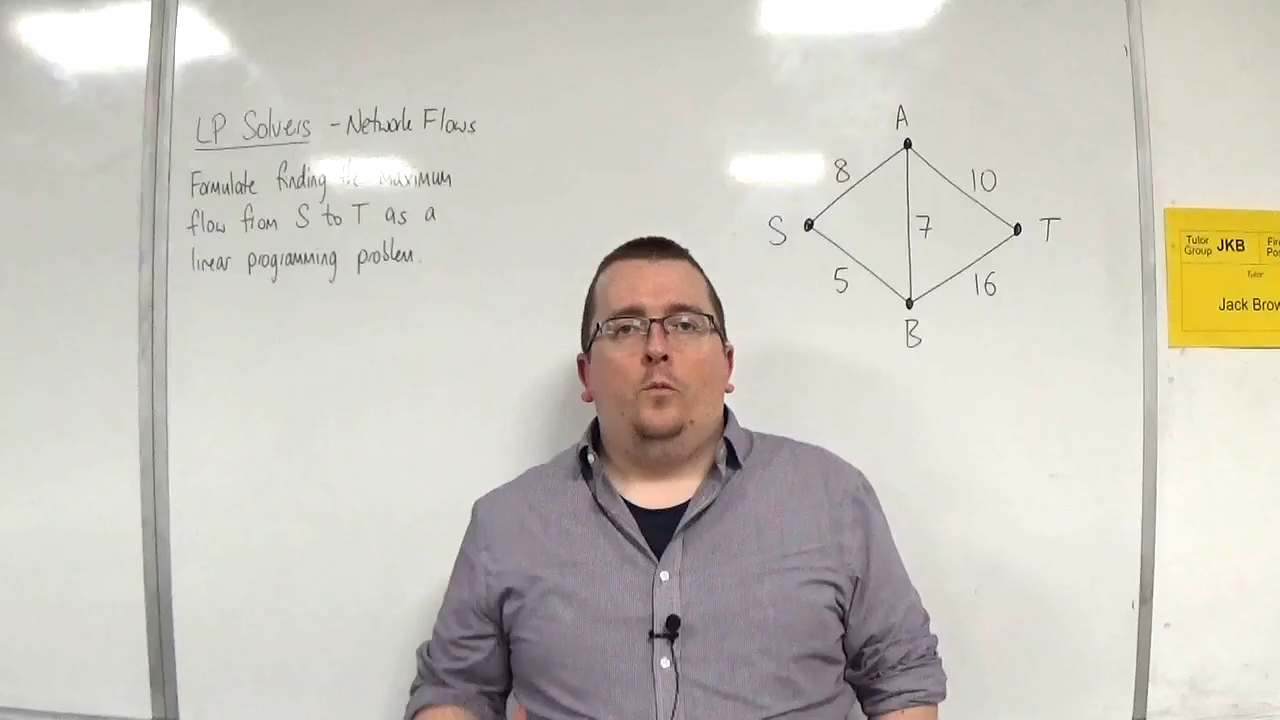 LP Solvers - Network Flows
Formulate finding the maximum
flow from S to T as a
linear programming problem.
A
8
10
S
7
T
5
16
B
Tutor
Group JKB
Tutor
Jack